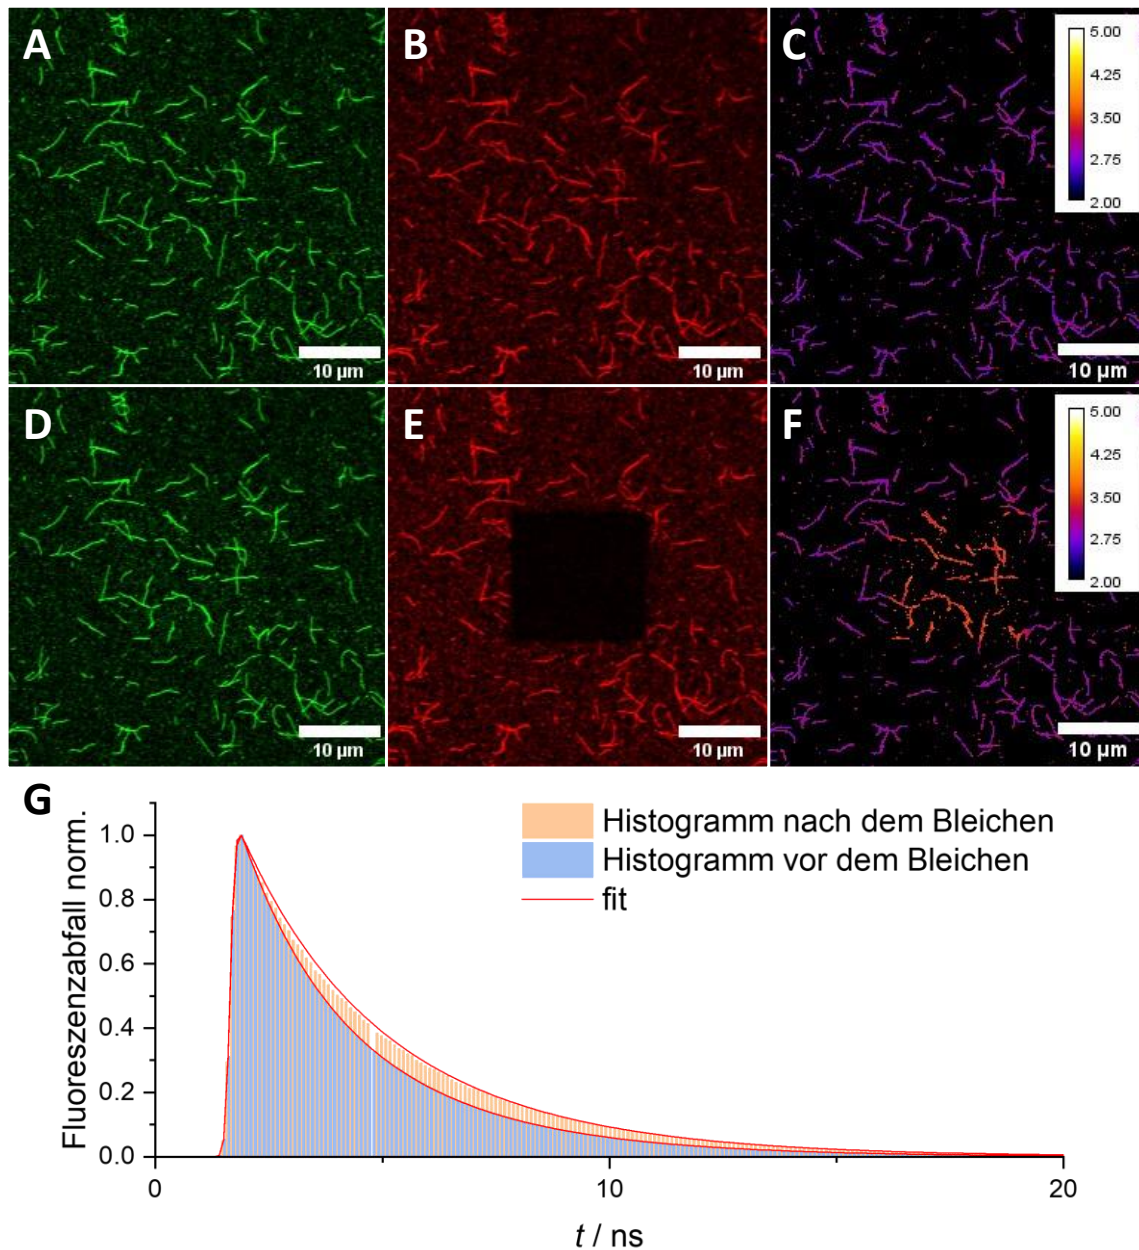 A
B
C
5.00
4.25
3.50
2.75
2.00
10 µm
10 µm
10 µm
D
E
F
5.00
4.25
3.50
2.75
2.00
10 µm
10 µm
10 µm
G
Fluoreszenzabfall norm.
1.0
0.8
0.6
0.4
0.2
0.0
Histogramm nach dem Bleichen
Histogramm vor dem Bleichen
fit
0
10
20
t / ns